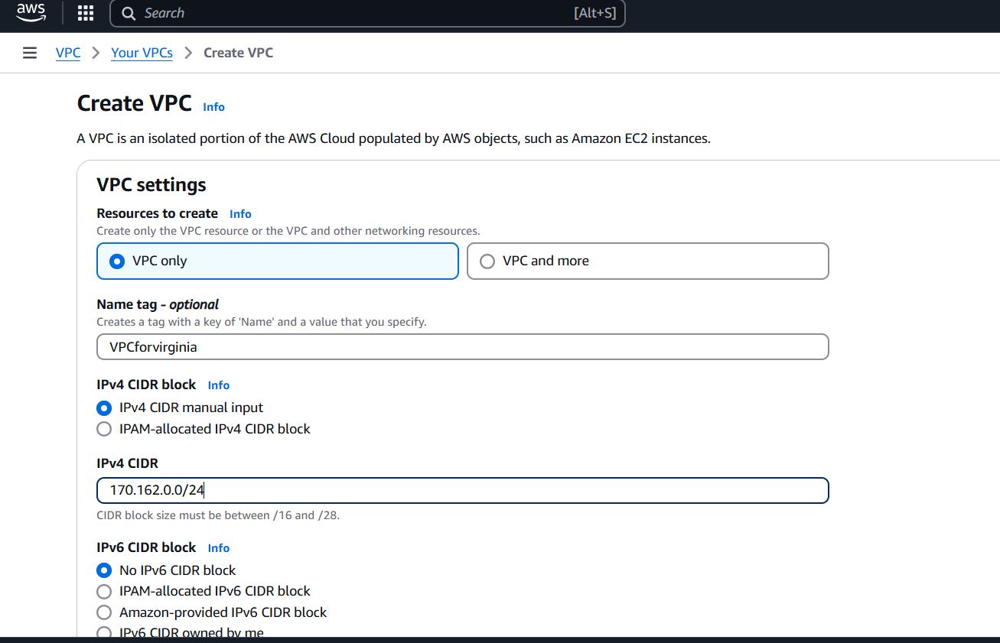 aws
Search [Alt+S]
VPC Your VPCs Create VPC
Create VPC Info
A VPC is an isolated portion of the AWS Cloud populated by AWS objects, such as Amazon EC2 instances.
VPC settings
Resources to create Info
Create only the VPC resource or the VPC and other networking resources.
VPC only VPC and more
Name tag - optional
Creates a tag with a key of 'Name' and a value that you specify.
VPCforvirginia
IPv4 CIDR block Info
IPv4 CIDR manual input
IPAM-allocated IPv4 CIDR block
IPv4 CIDR
170.162.0.0/24
CIDR block size must be between /16 and /28.
IPv6 CIDR block Info
No IPv6 CIDR block
IPAM-allocated IPv6 CIDR block
Amazon-provided IPv6 CIDR block
IPv6 CIDR owned by me